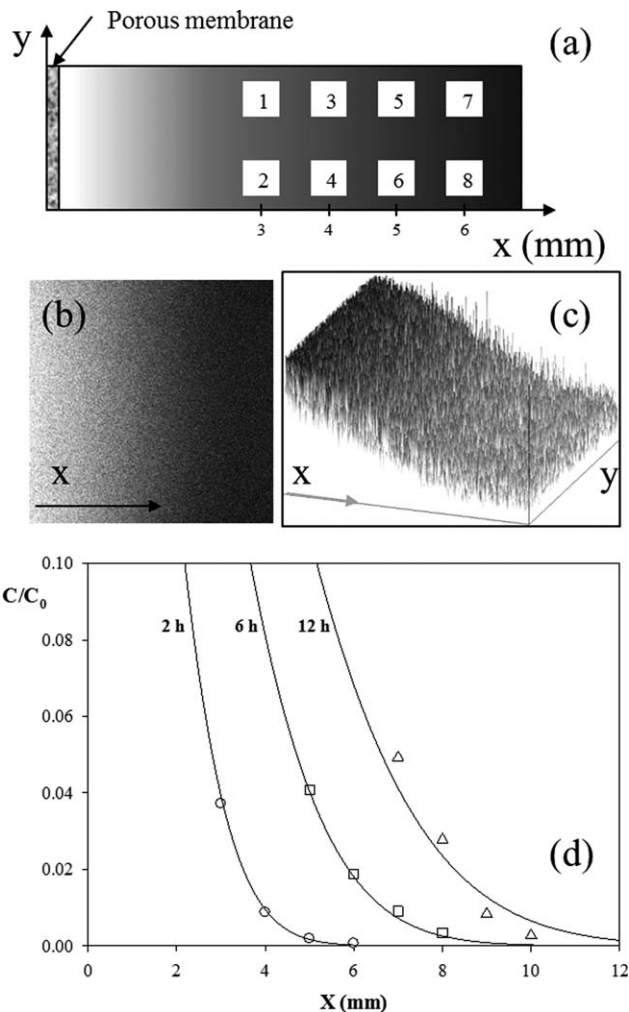 Porous membrane
y
(a)
1 3 5 7
2 4 6 8
3 4 5 6
x (mm)
(b)
x
(c)
x
y
0.10
C/C0
2 h 6 h 12 h
0.08
0.06
0.04
0.02
(d)
0.00
0 2 4 6 8 10 12
X (mm)